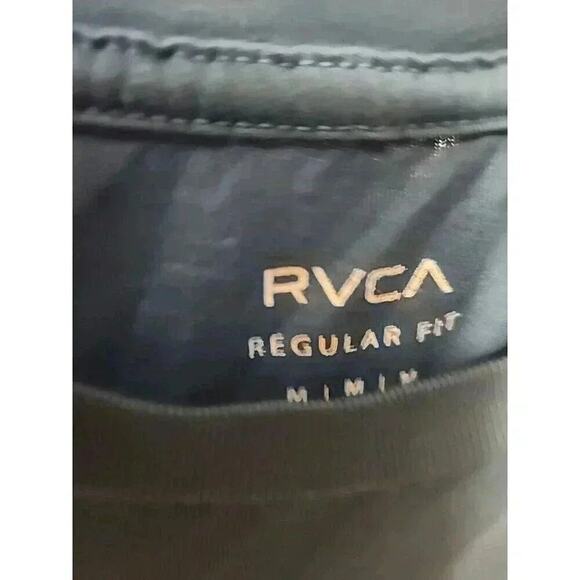 RVCA
REGULAR FIT
M | M | M